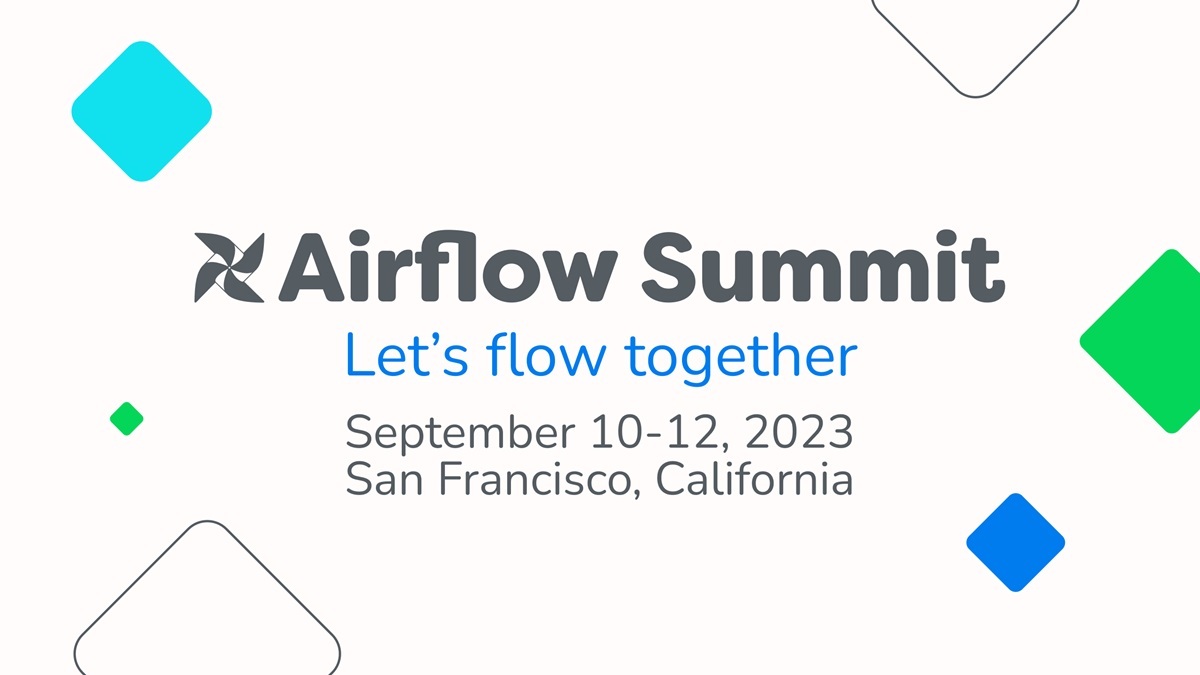 Airflow Summit
Let’s flow together
September 10-12, 2023
San Francisco, California